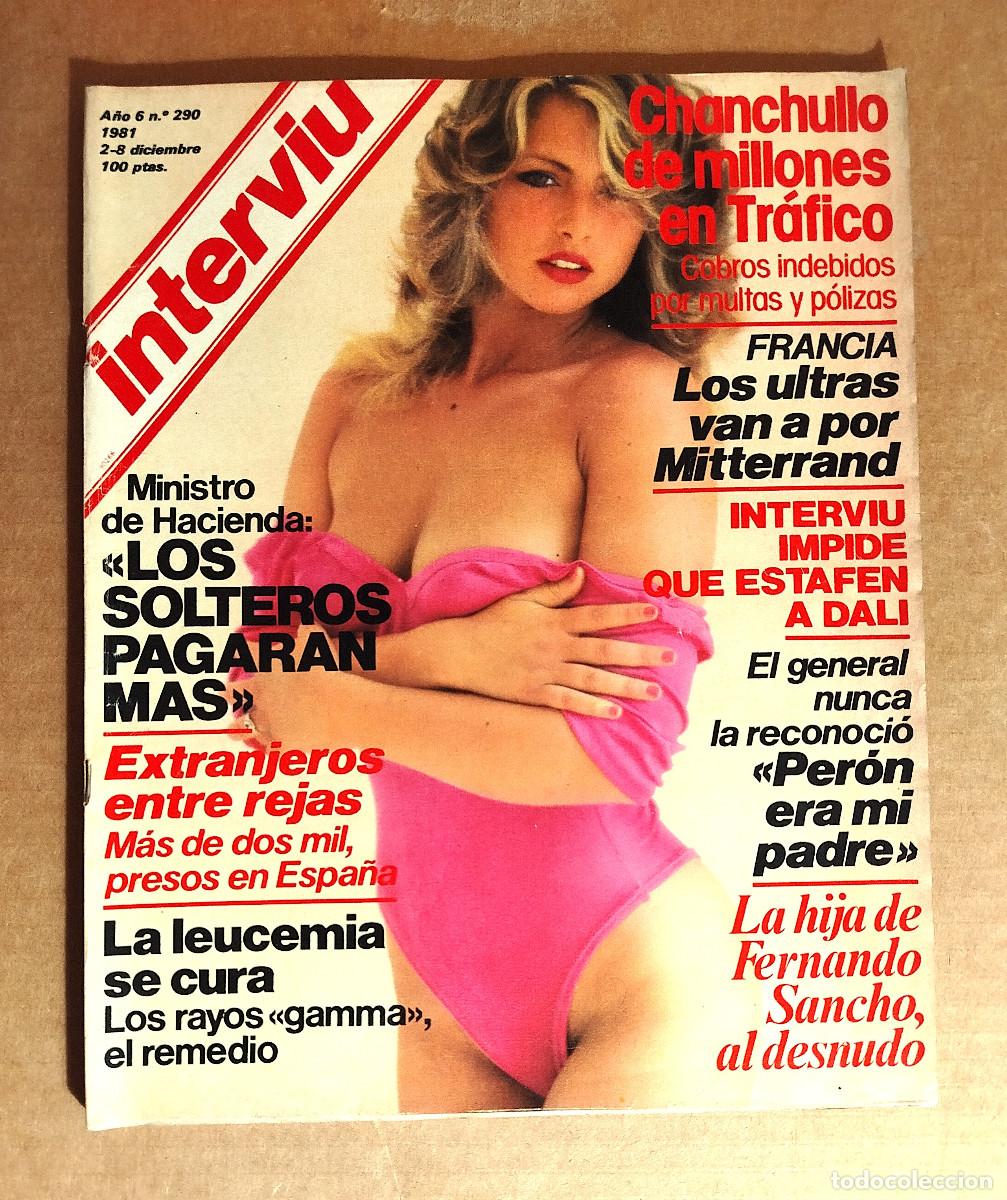 Año 6 n.º 290
1981
2-8 diciembre
100 ptas.
interviu
Chanchullo
de millones
en Tráfico
Cobros indebidos
por multas y pólizas
FRANCIA
Los ultras
van a por
Mitterrand
INTERVIU
IMPIDE
QUE ESTAFEN
A DALI
El general
nunca
la reconoció
«Perón
era mi
padre»
La hija de
Fernando
Sancho,
al desnudo
Ministro
de Hacienda:
«LOS
SOLTEROS
PAGARAN
MAS»
Extranjeros
entre rejas
Más de dos mil,
presos en España
La leucemia
se cura
Los rayos «gamma»,
el remedio
todocoleccion